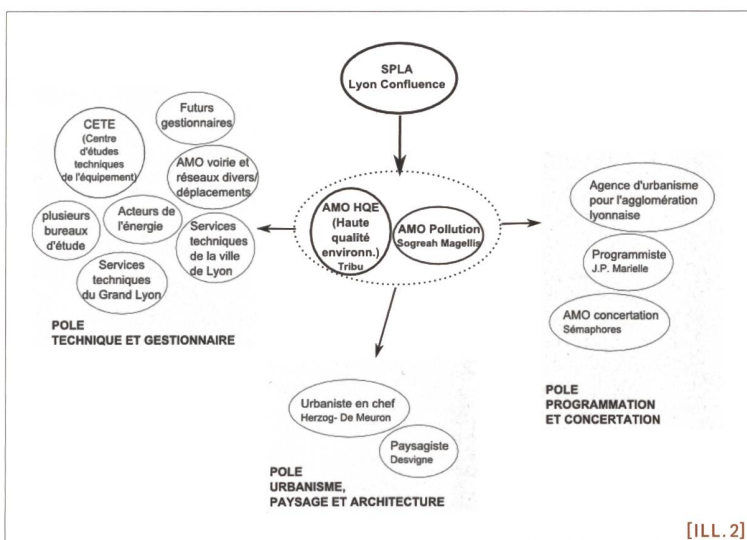 SPLA
Lyon Confluence
CETE
(Centre
d'études
techniques
de l'équipement)
Futurs
gestionnaires
AMO voirie et
réseaux divers/
déplacements
plusieurs
bureaux
d'étude
Acteurs de
l'énergie
Services
techniques
de la ville
de Lyon
Services
techniques
du Grand Lyon
POLE
TECHNIQUE ET GESTIONNAIRE
AMO HQE
(Haute
qualité
environn.)
Tribu
AMO Pollution
Sogreah Magellis
Agence d'urbanisme
pour l'agglomération
lyonnaise
Programmiste
J.P. Marielle
AMO concertation
Sémaphores
POLE
PROGRAMMATION
ET CONCERTATION
Urbaniste en chef
Herzog- De Meuron
Paysagiste
Desvigne
POLE
URBANISME,
PAYSAGE ET ARCHITECTURE
[ILL.2]